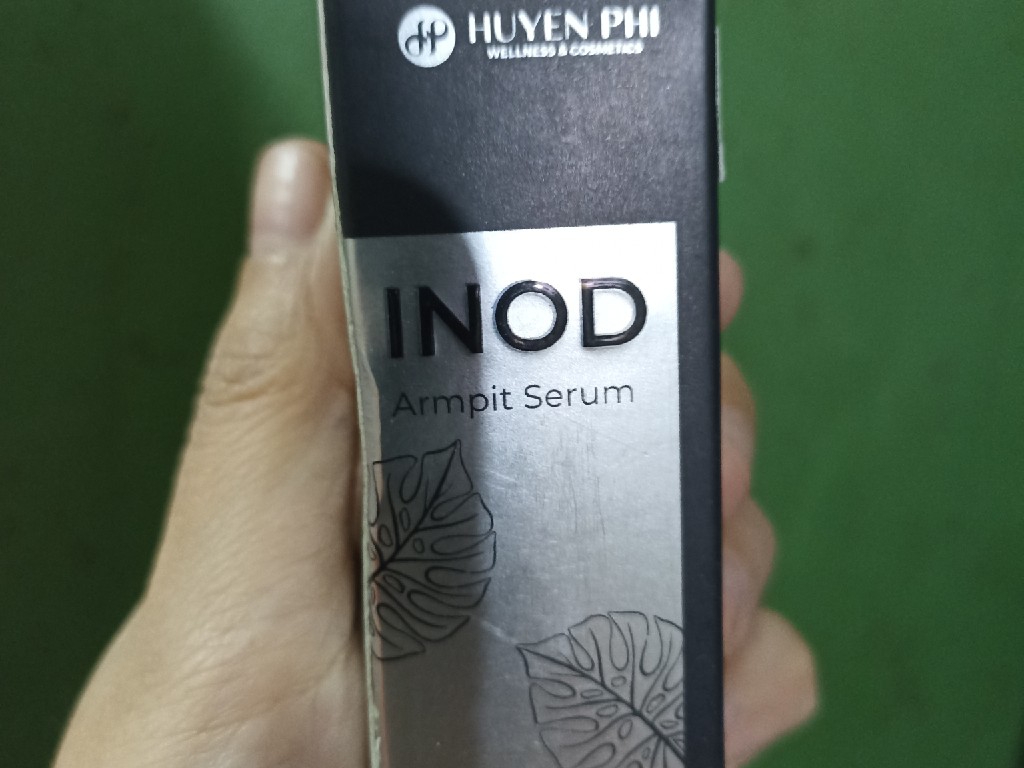 HUYEN PHI
WELLNESS & COSMETICS
INOD
Armpit Serum